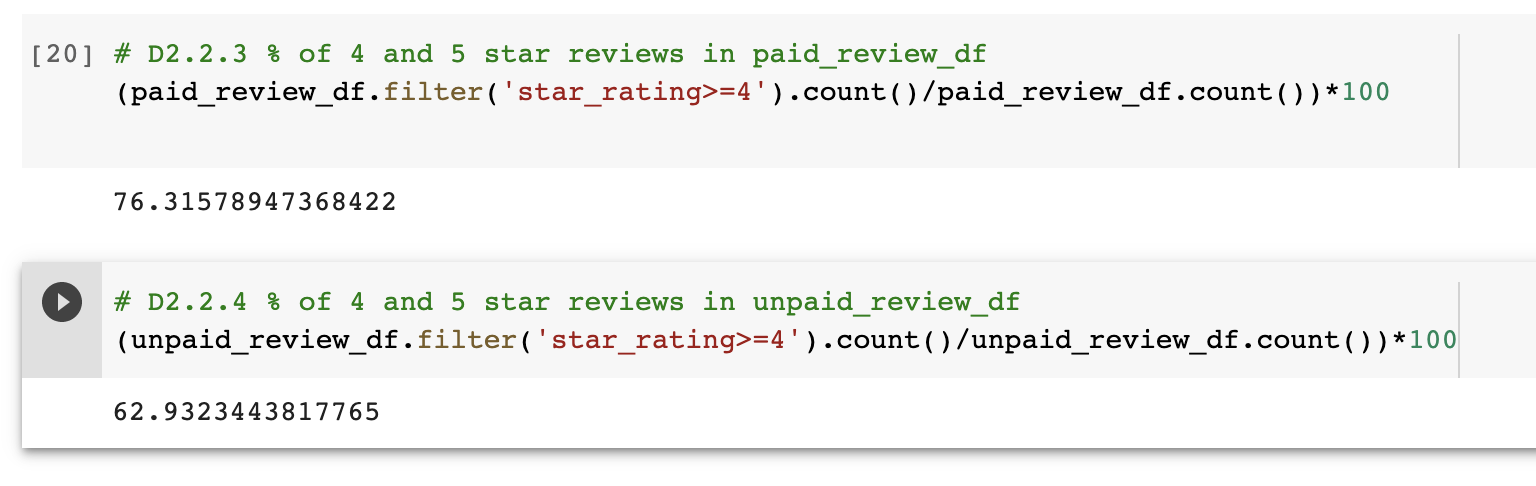 [20] # D2.2.3 % of 4 and 5 star reviews in paid_review_df
(paid_review_df.filter('star_rating>=4').count()/paid_review_df.count())*100
76.31578947368422
# D2.2.4 % of 4 and 5 star reviews in unpaid_review_df
(unpaid_review_df.filter('star_rating>=4').count()/unpaid_review_df.count())*100
62.9323443817765